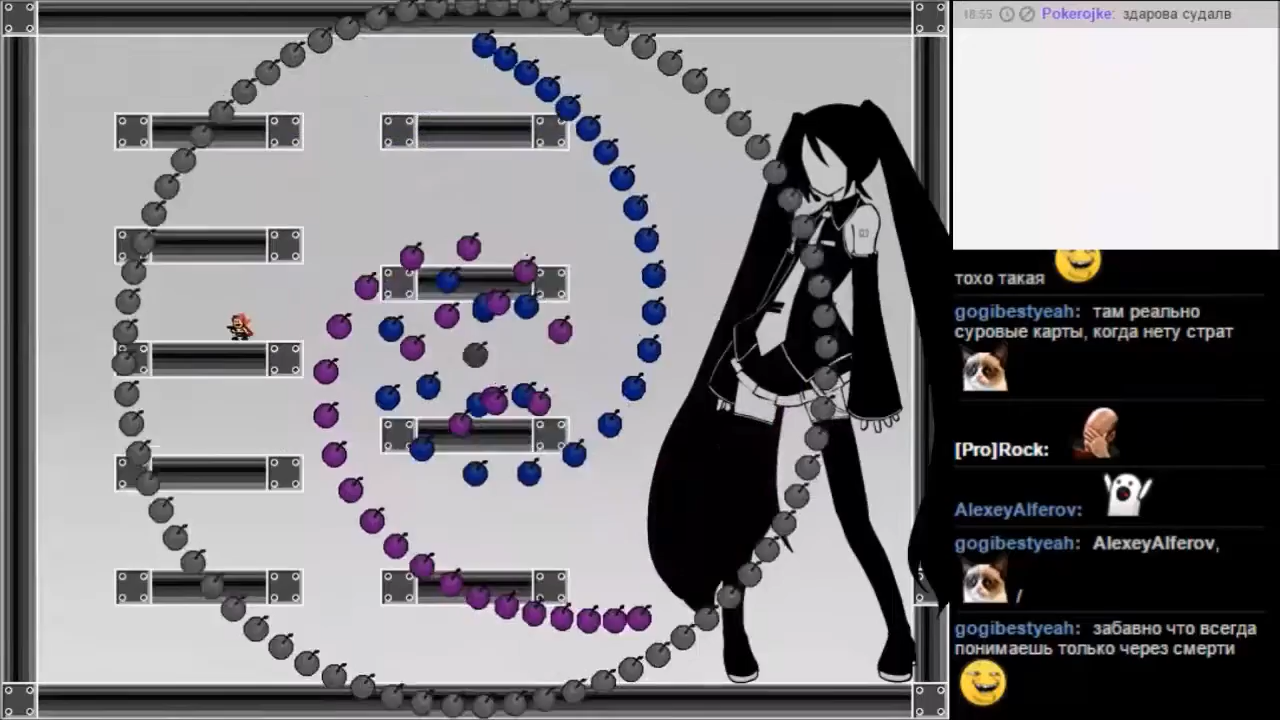 18:55 Pokerojke: здарова судалв
тохо такая
gogibestyeah: там реально
суровые карты, когда нету страт
[Pro]Rock:
AlexeyAlferov:
gogibestyeah: AlexeyAlferov,
/
gogibestyeah: забавно что всегда
понимаешь только через смерти